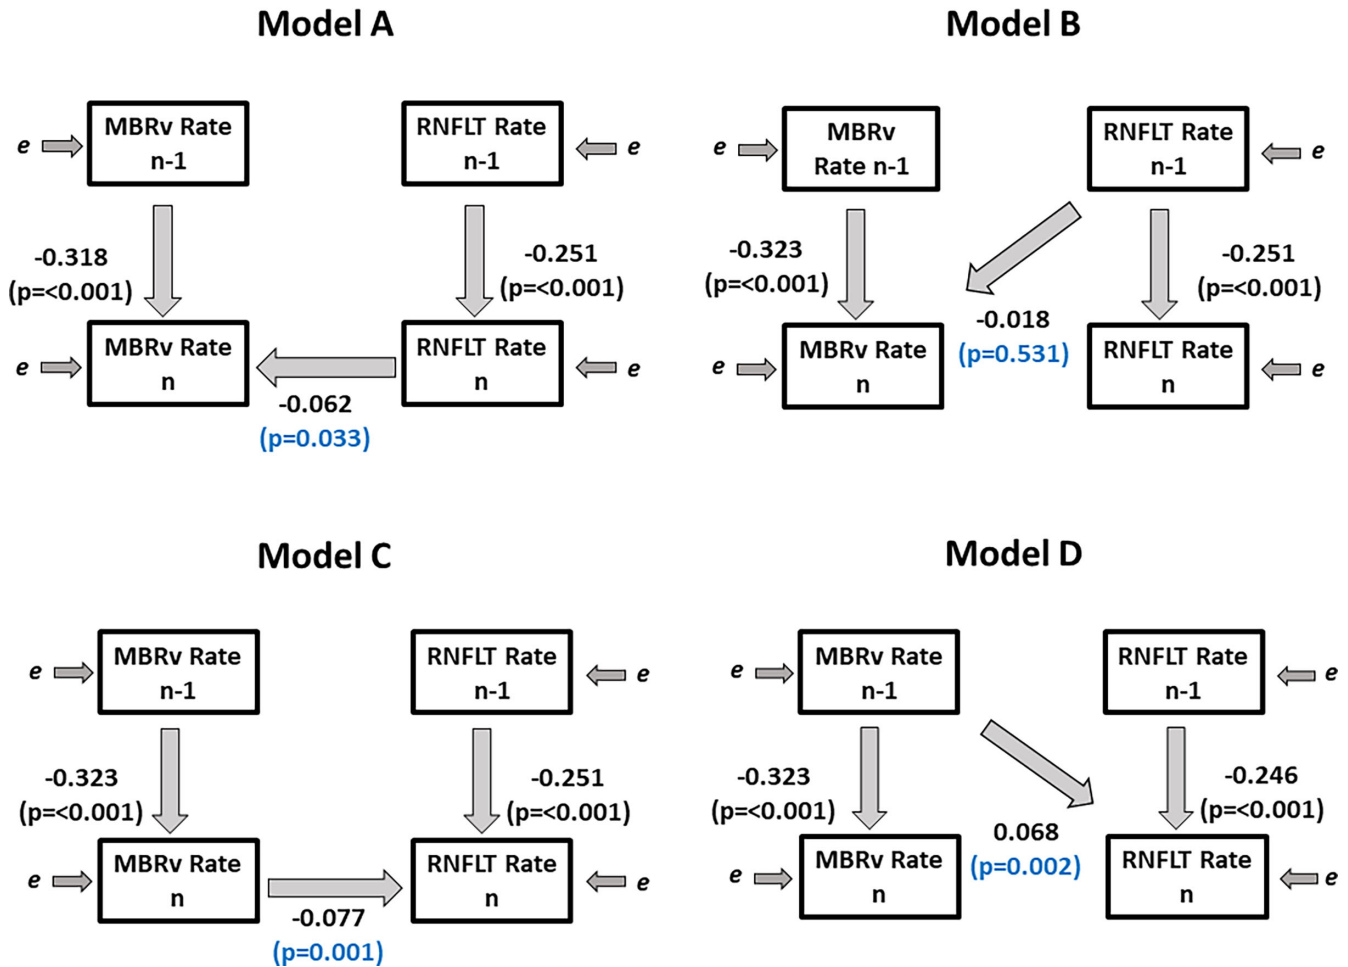 Model A
e
MBRv Rate
n-1
RNFLT Rate
n-1
e
-0.318
(p=<0.001)
-0.251
(p=<0.001)
e
MBRv Rate
n
RNFLT Rate
n
e
-0.062
(p=0.033)
Model B
e
MBRv
Rate n-1
RNFLT Rate
n-1
e
-0.323
(p=<0.001)
-0.251
(p=<0.001)
-0.018
(p=0.531)
e
MBRv Rate
n
RNFLT Rate
n
e
Model C
e
MBRv Rate
n-1
RNFLT Rate
n-1
e
-0.323
(p=<0.001)
-0.251
(p=<0.001)
e
MBRv Rate
n
RNFLT Rate
n
e
-0.077
(p=0.001)
Model D
e
MBRv Rate
n-1
RNFLT Rate
n-1
e
-0.323
(p=<0.001)
-0.246
(p=<0.001)
0.068
(p=0.002)
e
MBRv Rate
n
RNFLT Rate
n
e